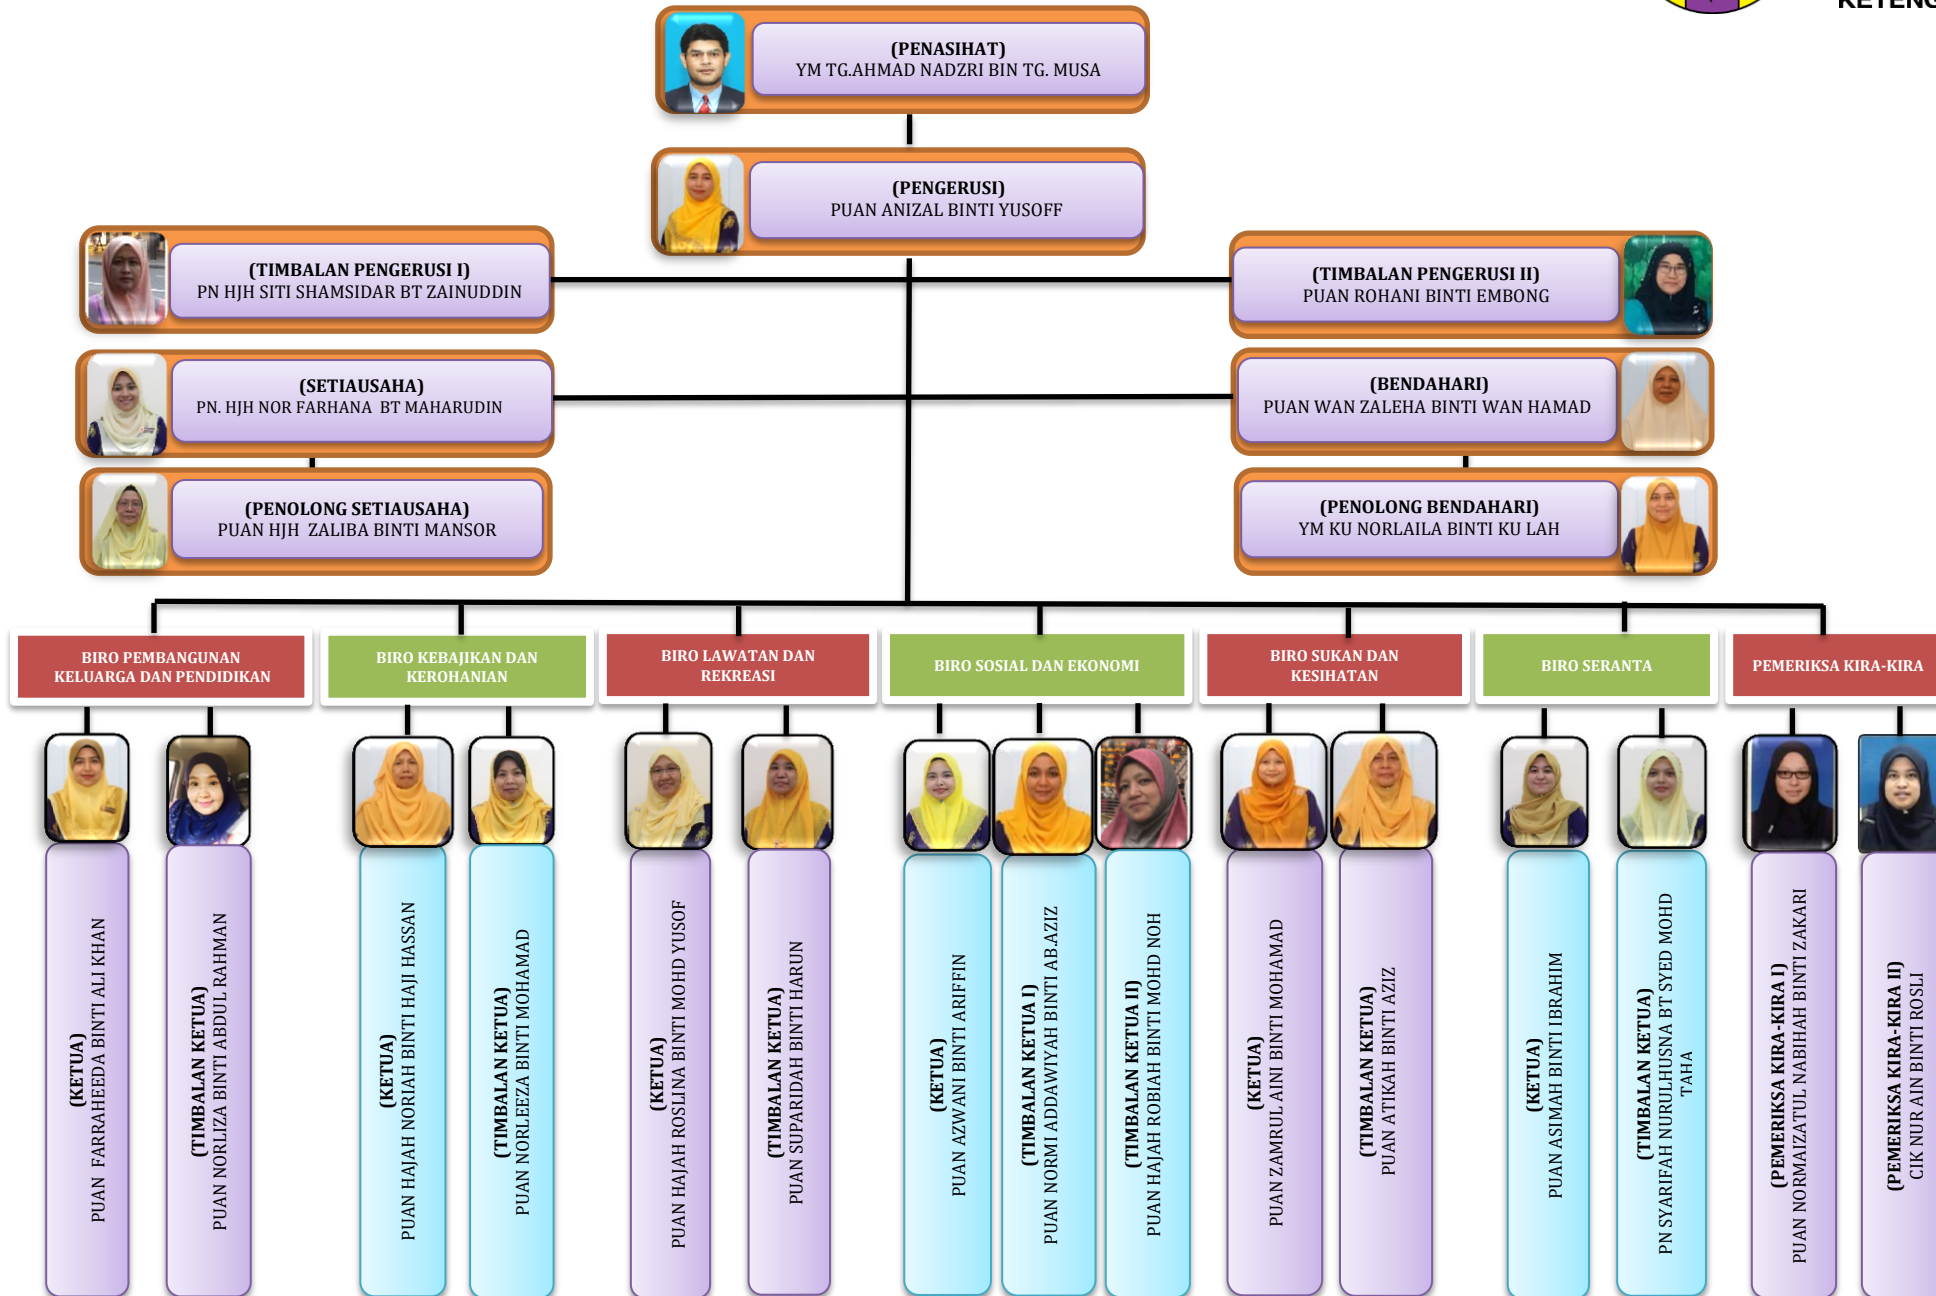 KETENG
(PENASIHAT)
YM TG.AHMAD NADZRI BIN TG. MUSA
(PENGERUSI)
PUAN ANIZAL BINTI YUSOFF
(TIMBALAN PENGERUSI I)
PN HJH SITI SHAMSIDAR BT ZAINUDDIN
(TIMBALAN PENGERUSI II)
PUAN ROHANI BINTI EMBONG
(SETIAUSAHA)
PN. HJH NOR FARHANA BT MAHARUDIN
(BENDAHARI)
PUAN WAN ZALEHA BINTI WAN HAMAD
(PENOLONG SETIAUSAHA)
PUAN HJH ZALIBA BINTI MANSOR
(PENOLONG BENDAHARI)
YM KU NORLAILA BINTI KU LAH
BIRO PEMBANGUNAN
KELUARGA DAN PENDIDIKAN
BIRO KEBAJIKAN DAN
KEROHANIAN
BIRO LAWATAN DAN
REKREASI
BIRO SOSIAL DAN EKONOMI
BIRO SUKAN DAN
KESIHATAN
BIRO SERANTA
PEMERIKSA KIRA-KIRA
(KETUA)
PUAN FARRAHEEDA BINTI ALI KHAN
(TIMBALAN KETUA)
PUAN NORLIZA BINTI ABDUL RAHMAN
(KETUA)
PUAN HAJAH NORIAH BINTI HAJI HASSAN
(TIMBALAN KETUA)
PUAN NORLEEZA BINTI MOHAMAD
(KETUA)
PUAN HAJAH ROSLINA BINTI MOHD YUSOF
(TIMBALAN KETUA)
PUAN SUPARIDAH BINTI HARUN
(KETUA)
PUAN AZWANI BINTI ARIFFIN
(TIMBALAN KETUA I)
PUAN NORMI ADDAWIYAH BINTI AB.AZIZ
(TIMBALAN KETUA II)
PUAN HAJAH ROBIAH BINTI MOHD NOH
(KETUA)
PUAN ZAMRUL AINI BINTI MOHAMAD
(TIMBALAN KETUA)
PUAN ATIKAH BINTI AZIZ
(KETUA)
PUAN ASIMAH BINTI IBRAHIM
(TIMBALAN KETUA)
PN SYARIFAH NURULHUSNA BT SYED MOHD
TAHA
(PEMERIKSA KIRA-KIRA I)
PUAN NORMAIZATUL NABIHAH BINTI ZAKARI
(PEMERIKSA KIRA-KIRA II)
CIK NUR AIN BINTI ROSLI